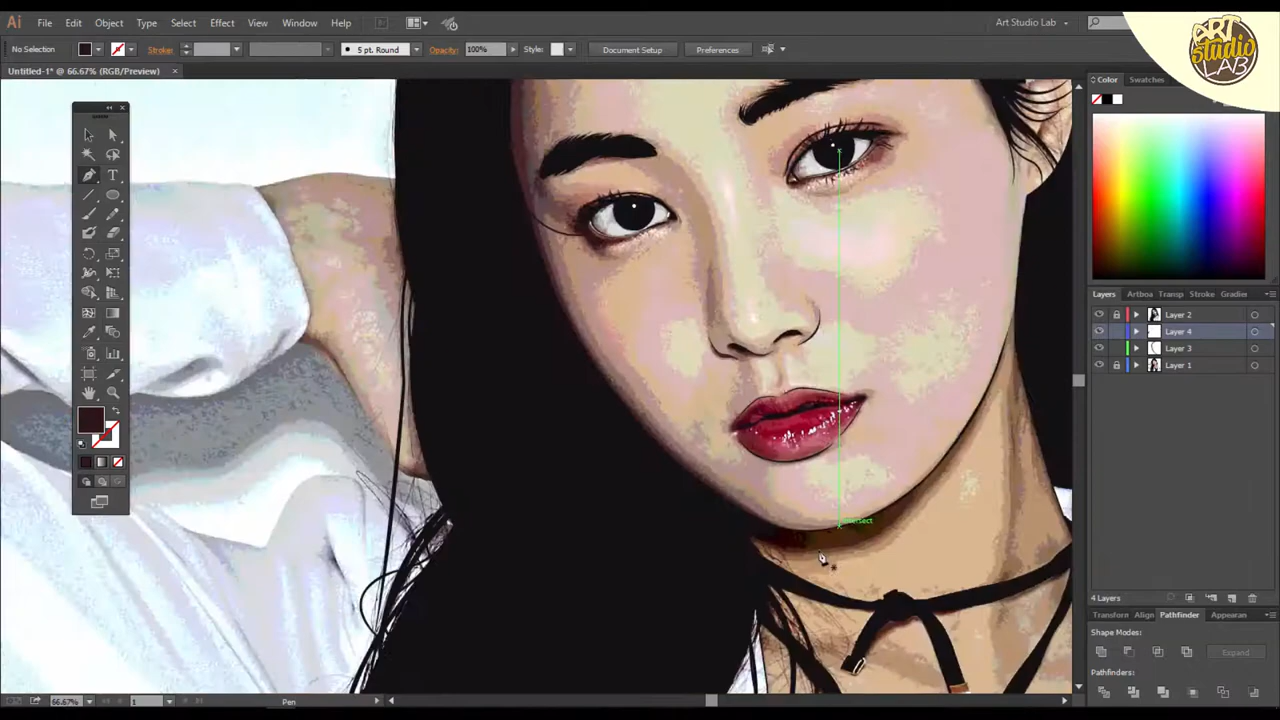 Ai File Edit Object Type Select Effect View Window Help Art Studio Lab
ART studio LAB
No Selection Stroke: 5 pt. Round Opacity: 100% Style: Document Setup Preferences
Untitled-1* @ 66.67% (RGB/Preview) ×
Color Swatches
Layers Artboa Transp Stroke Gradier
Layer 2
Layer 4
Layer 3
Layer 1
4 Layers
Transform Align Pathfinder Appearan
Shape Modes:
Expand
Pathfinders:
66.67% 1 Pen